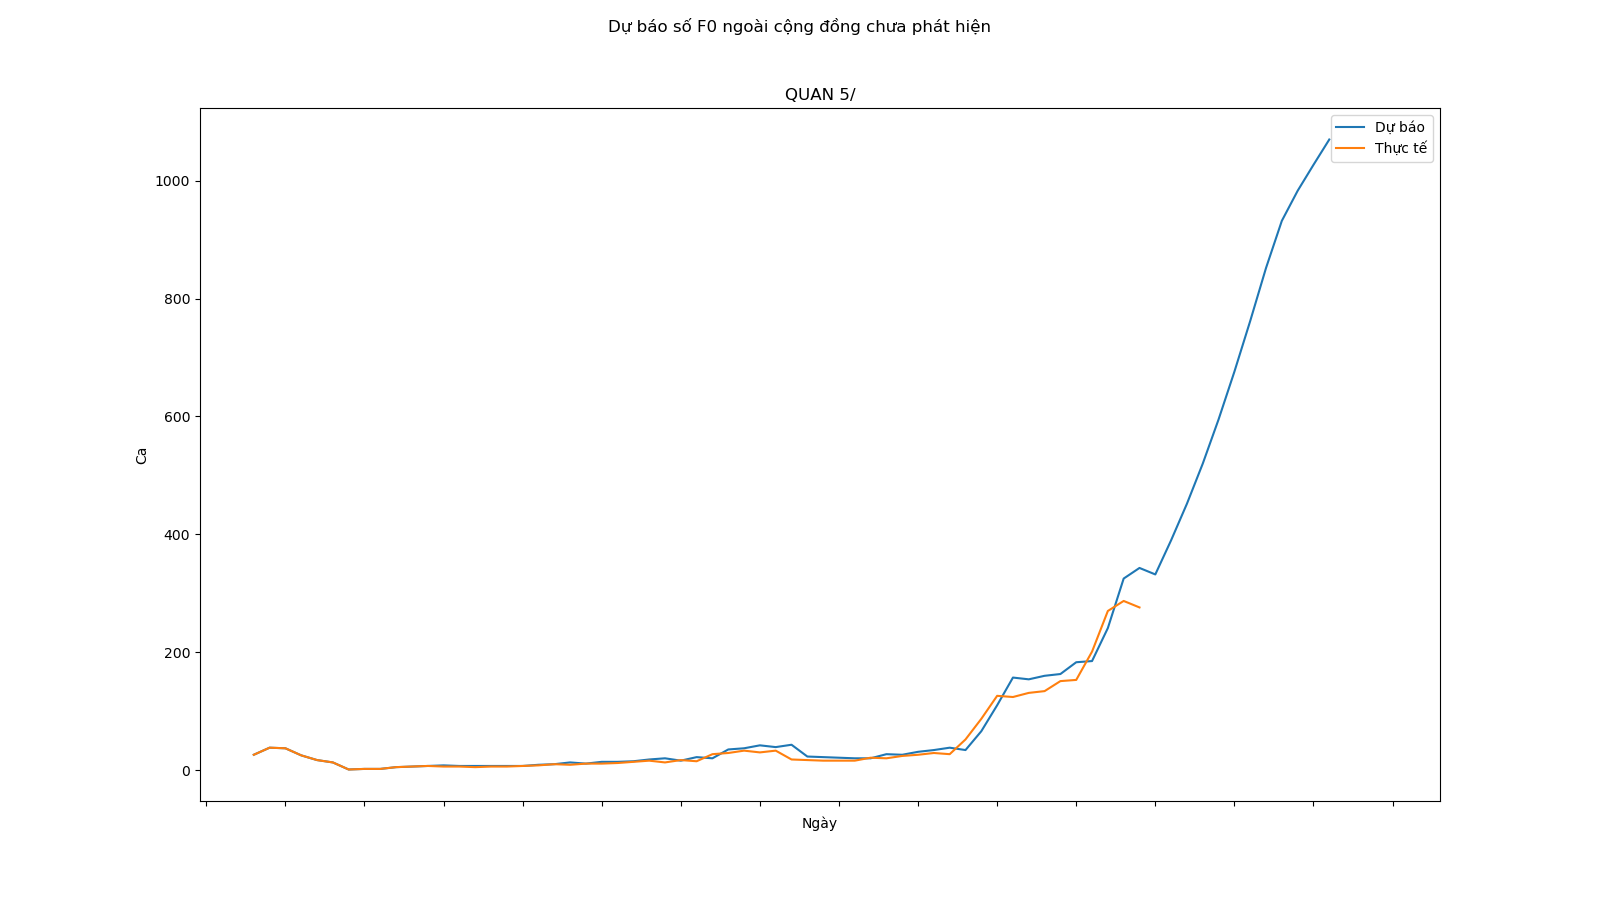 Dự báo số F0 ngoài cộng đồng chưa phát hiện
QUAN 5/
Dự báo
Thực tế
1000
800
600
400
200
0
Ca
Ngày